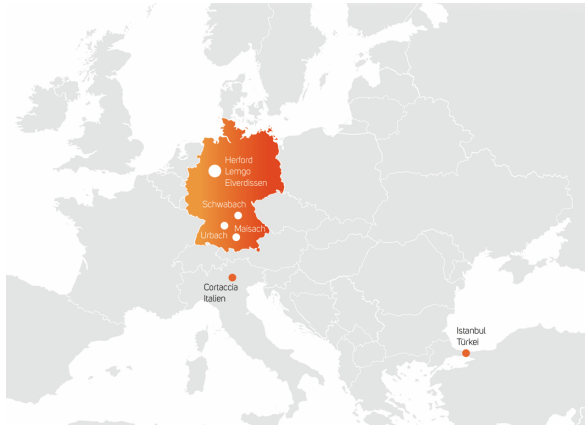 Herford
Lemgo
Elverdissen
Schwabach
Urbach
Maisach
Cortaccia
Italien
Istanbul
Türkei